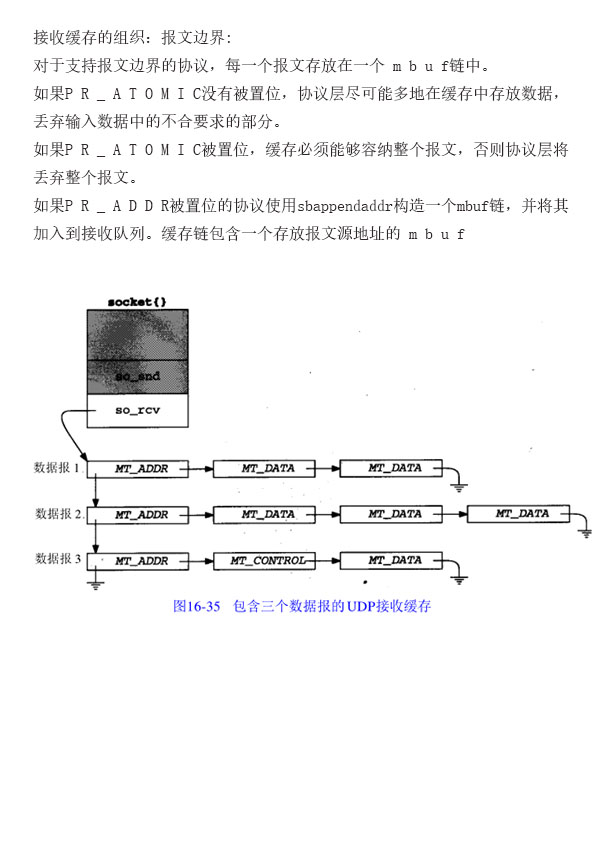 接收缓存的组织：报文边界:
对于支持报文边界的协议，每一个报文存放在一个 m b u f链中。
如果P R _ A T O M I C没有被置位，协议层尽可能多地在缓存中存放数据，
丢弃输入数据中的不合要求的部分。
如果P R _ A T O M I C被置位，缓存必须能够容纳整个报文，否则协议层将
丢弃整个报文。
如果P R _ A D D R被置位的协议使用sbappendaddr构造一个mbuf链，并将其
加入到接收队列。缓存链包含一个存放报文源地址的 m b u f
socket{}
so_snd
so_rcv
数据报 1 MT_ADDR MT_DATA MT_DATA
数据报 2 MT_ADDR MT_DATA MT_DATA MT_DATA
数据报 3 MT_ADDR MT_CONTROL MT_DATA
图16-35 包含三个数据报的UDP接收缓存